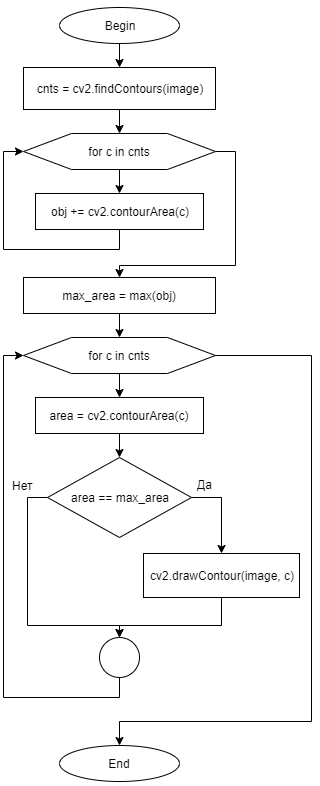 Begin
cnts = cv2.findContours(image)
for c in cnts
obj += cv2.contourArea(c)
max_area = max(obj)
for c in cnts
area = cv2.contourArea(c)
Нет
Да
area == max_area
cv2.drawContour(image, c)
End